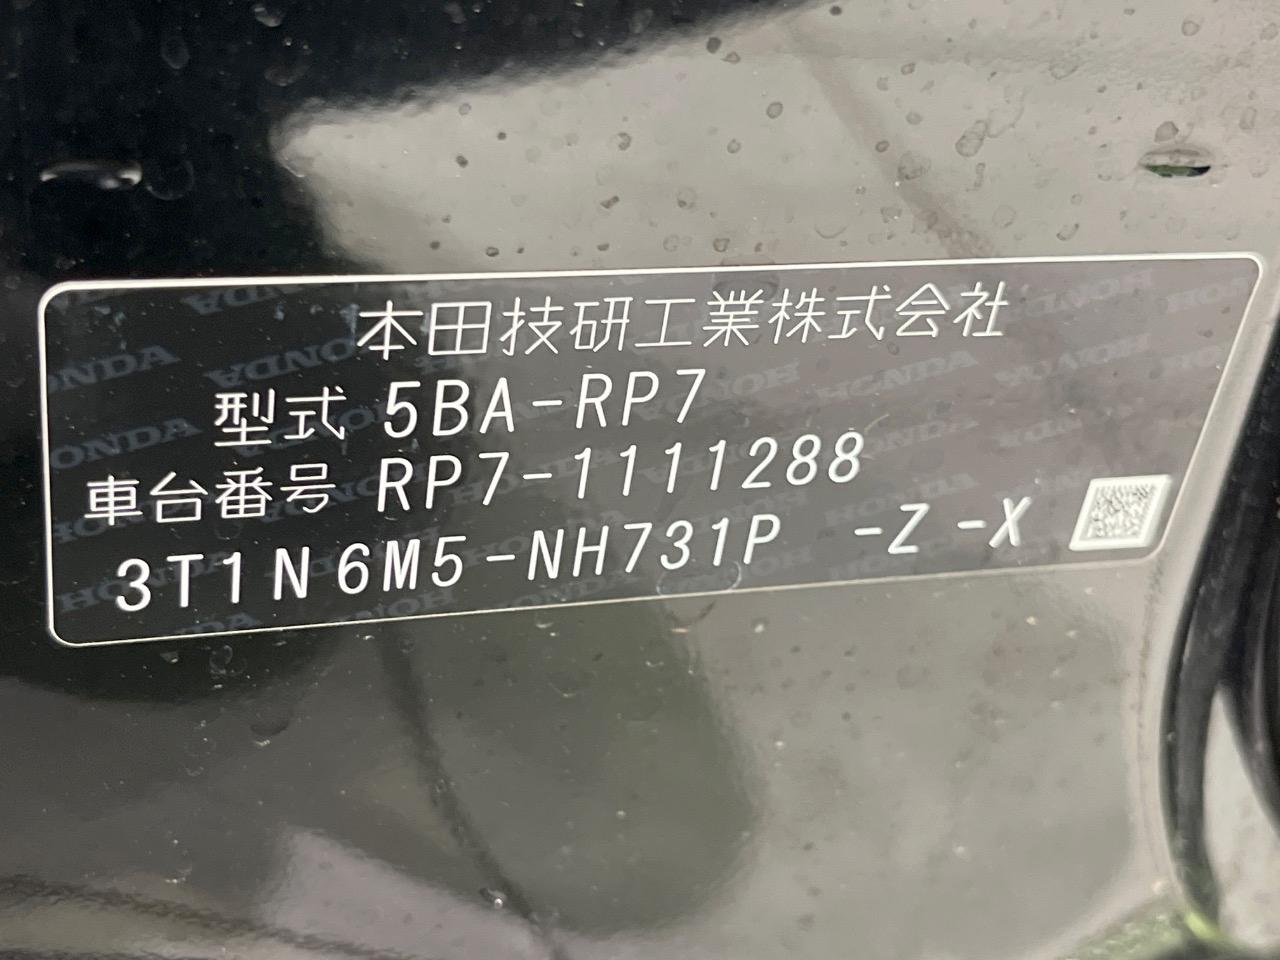 本田技研工業株式会社
型式 5BA-RP7
車台番号 RP7-1111288
3T1N6M5-NH731P -Z -X